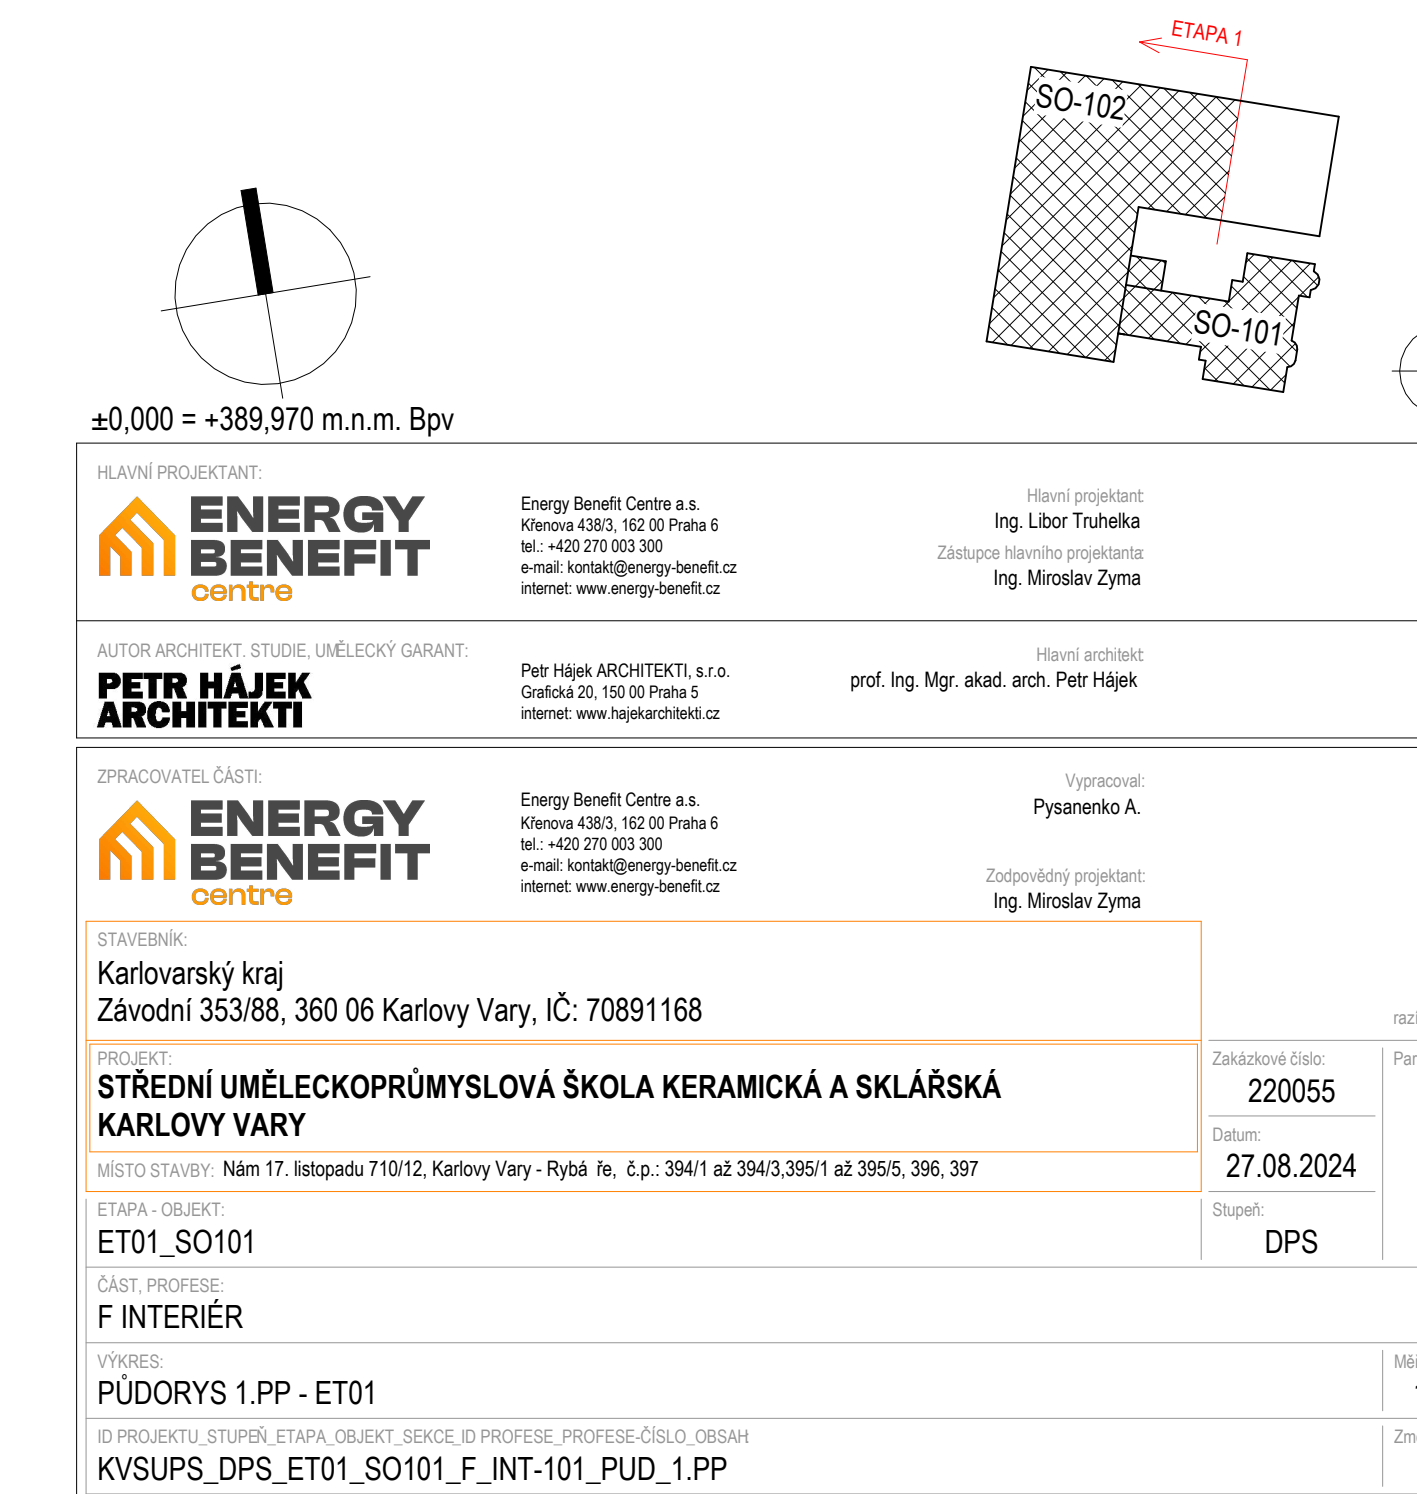 ETAPA 1
SO-102
SO-101
±0,000 = +389,970 m.n.m. Bpv
HLAVNÍ PROJEKTANT:
ENERGY
BENEFIT
centre
Energy Benefit Centre a.s.
Křenova 438/3, 162 00 Praha 6
tel.: +420 270 003 300
e-mail: kontakt@energy-benefit.cz
internet: www.energy-benefit.cz
Hlavní projektant:
Ing. Libor Truhelka
Zástupce hlavního projektanta:
Ing. Miroslav Zyma
AUTOR ARCHITEKT. STUDIE, UMĚLECKÝ GARANT:
PETR HÁJEK
ARCHITEKTI
Petr Hájek ARCHITEKTI, s.r.o.
Grafická 20, 150 00 Praha 5
internet: www.hajekarchitekti.cz
Hlavní architekt:
prof. Ing. Mgr. akad. arch. Petr Hájek
ZPRACOVATEL ČÁSTI:
ENERGY
BENEFIT
centre
Energy Benefit Centre a.s.
Křenova 438/3, 162 00 Praha 6
tel.: +420 270 003 300
e-mail: kontakt@energy-benefit.cz
internet: www.energy-benefit.cz
Vypracoval:
Pysanenko A.
Zodpovědný projektant:
Ing. Miroslav Zyma
STAVEBNÍK:
Karlovarský kraj
Závodní 353/88, 360 06 Karlovy Vary, IČ: 70891168
PROJEKT:
STŘEDNÍ UMĚLECKOPRŮMYSLOVÁ ŠKOLA KERAMICKÁ A SKLÁŘSKÁ
KARLOVY VARY
MÍSTO STAVBY: Nám 17. listopadu 710/12, Karlovy Vary - Rybá ře, č.p.: 394/1 až 394/3,395/1 až 395/5, 396, 397
Zakázkové číslo:
220055
Datum:
27.08.2024
Stupeň:
DPS
ETAPA - OBJEKT:
ET01_SO101
ČÁST, PROFESE:
F INTERIÉR
VÝKRES:
PŮDORYS 1.PP - ET01
ID PROJEKTU_STUPEŇ_ETAPA_OBJEKT_SEKCE_ID PROFESE_PROFESE-ČÍSLO_OBSAH:
KVSUPS_DPS_ET01_SO101_F_INT-101_PUD_1.PP